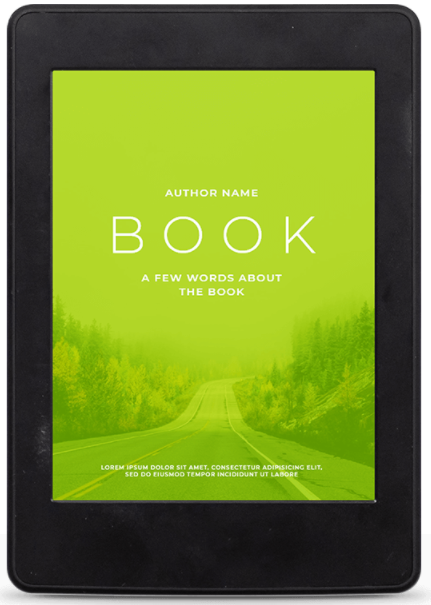 AUTHOR NAME
BOOK
A FEW WORDS ABOUT
THE BOOK
LOREM IPSUM DOLOR SIT AMET, CONSECTETUR ADIPISICING ELIT,
SED DO EIUSMOD TEMPOR INCIDIDUNT UT LABORE